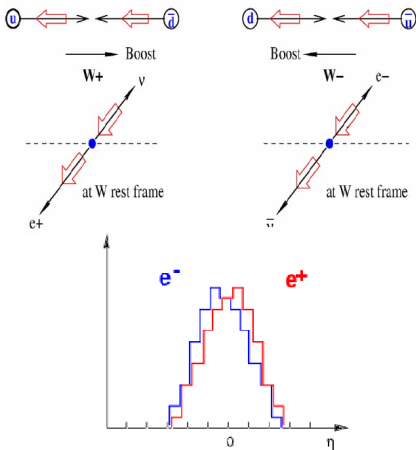 u d̅ d u̅
Boost Boost
W+ W−
ν e−
at W rest frame at W rest frame
e+ ν̅
e⁻ e⁺
0 η